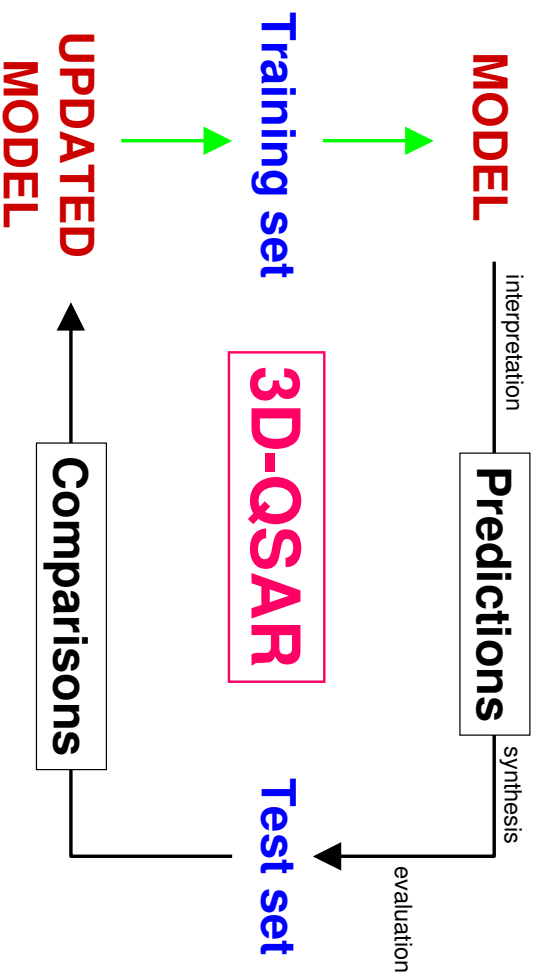 MODEL
interpretation
Predictions
synthesis
evaluation
Training set
3D-QSAR
Test set
UPDATED
MODEL
Comparisons